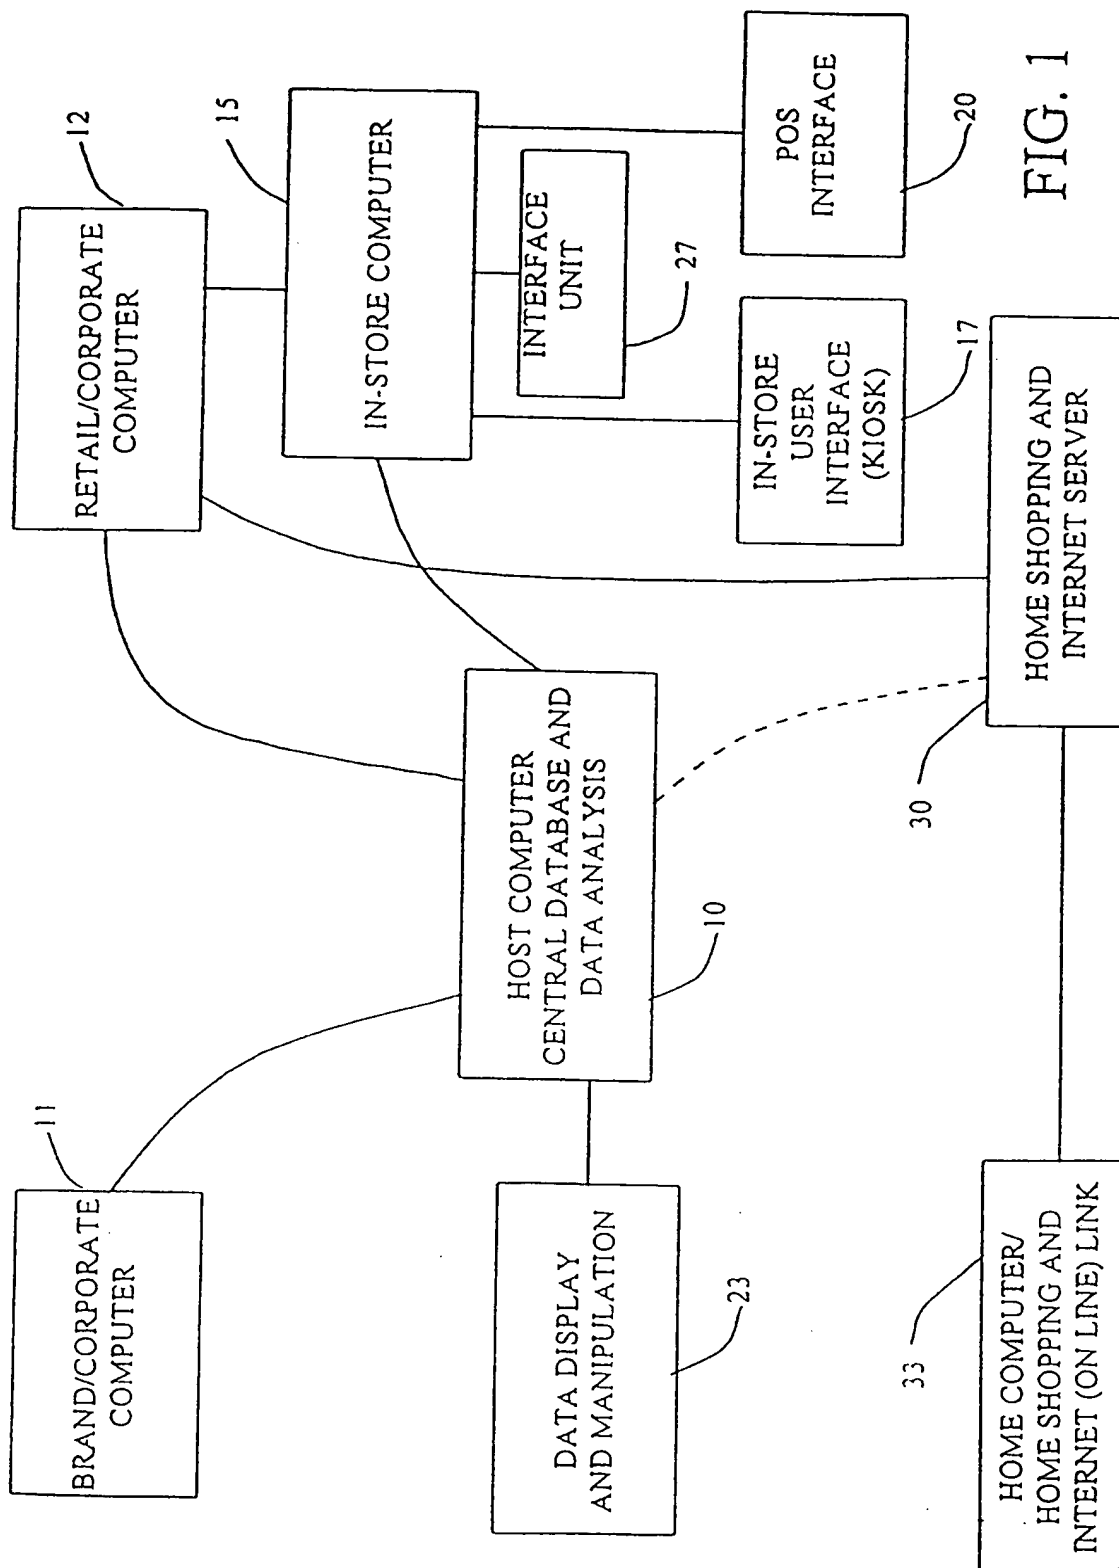 11
BRAND/CORPORATE
COMPUTER
12
RETAIL/CORPORATE
COMPUTER
15
IN-STORE COMPUTER
INTERFACE
UNIT
27
DATA DISPLAY
AND MANIPULATION
23
HOST COMPUTER
CENTRAL DATABASE AND
DATA ANALYSIS
10
IN-STORE
USER
INTERFACE
(KIOSK)
17
POS
INTERFACE
20
33
HOME COMPUTER/
HOME SHOPPING AND
INTERNET (ON LINE) LINK
30
HOME SHOPPING AND
INTERNET SERVER
FIG. 1